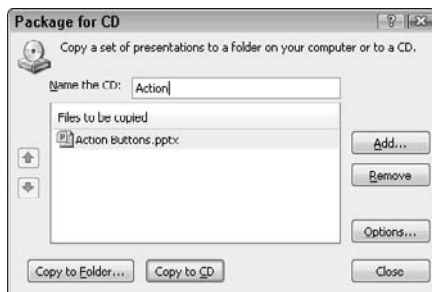 Package for CD
Copy a set of presentations to a folder on your computer or to a CD.
Name the CD: Action
Files to be copied
Action Buttons.pptx
Add...
Remove
Options...
Copy to Folder... Copy to CD Close